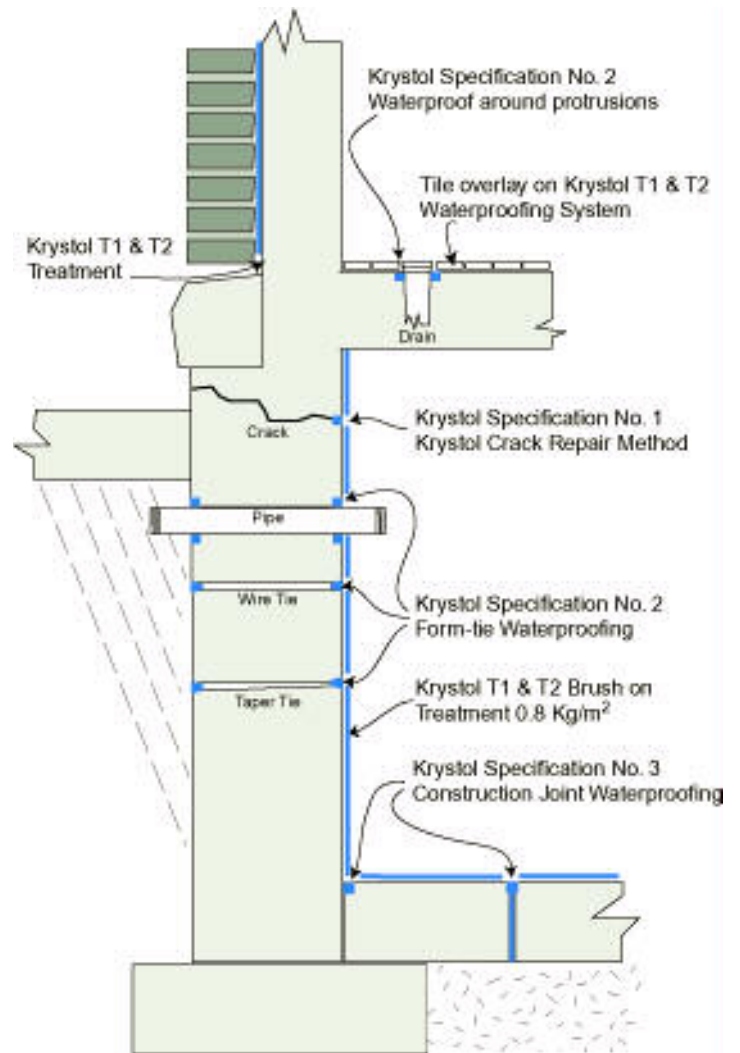 Krystol Specification No. 2
Waterproof around protrusions
Tile overlay on Krystol T1 & T2
Waterproofing System
Krystol T1 & T2
Treatment
Drain
Krystol Specification No. 1
Krystol Crack Repair Method
Crack
Pipe
Wire Tie
Krystol Specification No. 2
Form-tie Waterproofing
Taper Tie
Krystol T1 & T2 Brush on
Treatment 0.8 Kg/m²
Krystol Specification No. 3
Construction Joint Waterproofing